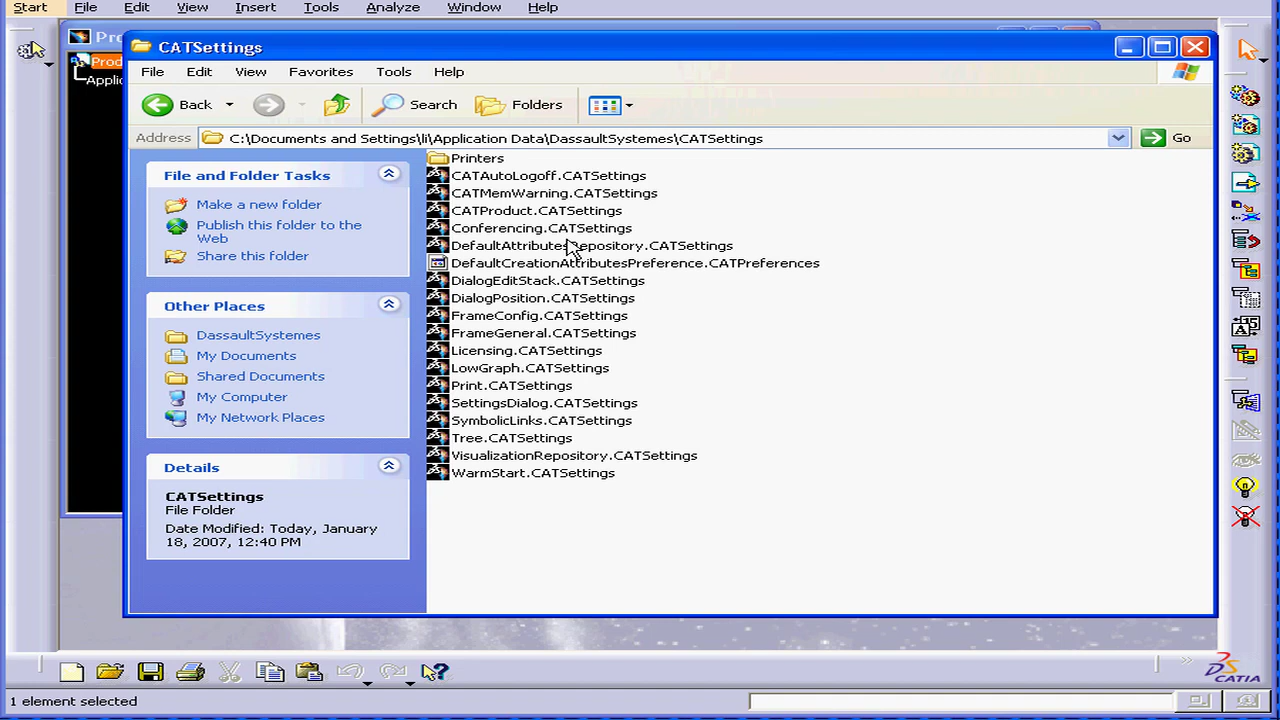 Start File Edit View Insert Tools Analyze Window Help
Pro
Prod
Applic
CATSettings
File Edit View Favorites Tools Help
Back Search Folders
Address C:\Documents and Settings\li\Application Data\DassaultSystemes\CATSettings Go
File and Folder Tasks
Make a new folder
Publish this folder to the
Web
Share this folder
Other Places
DassaultSystemes
My Documents
Shared Documents
My Computer
My Network Places
Details
CATSettings
File Folder
Date Modified: Today, January
18, 2007, 12:40 PM
Printers
CATAutoLogoff.CATSettings
CATMemWarning.CATSettings
CATProduct.CATSettings
Conferencing.CATSettings
DefaultAttributesRepository.CATSettings
DefaultCreationAttributesPreference.CATPreferences
DialogEditStack.CATSettings
DialogPosition.CATSettings
FrameConfig.CATSettings
FrameGeneral.CATSettings
Licensing.CATSettings
LowGraph.CATSettings
Print.CATSettings
SettingsDialog.CATSettings
SymbolicLinks.CATSettings
Tree.CATSettings
VisualizationRepository.CATSettings
WarmStart.CATSettings
CATIA
1 element selected